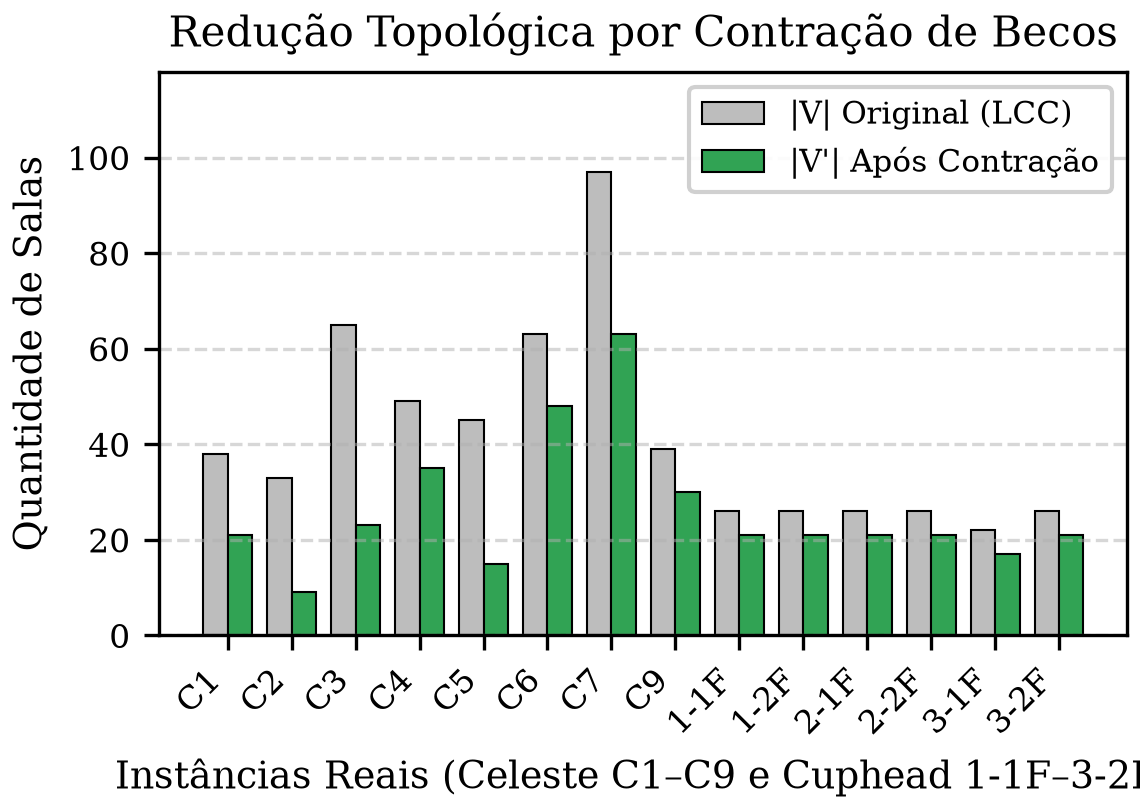 Redução Topológica por Contração de Becos
|V| Original (LCC)
|V'| Após Contração
Quantidade de Salas
100
80
60
40
20
0
C1
C2
C3
C4
C5
C6
C7
C9
1-1F
1-2F
2-1F
2-2F
3-1F
3-2F
Instâncias Reais (Celeste C1–C9 e Cuphead 1-1F–3-2